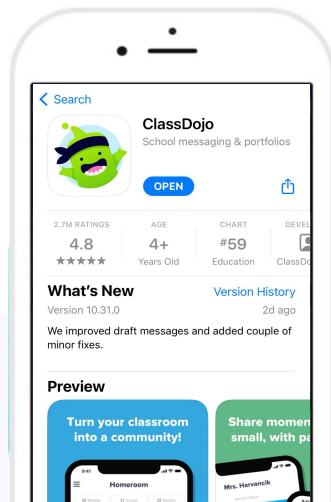 Search
ClassDojo
School messaging & portfolios
OPEN
2.7M RATINGS
AGE
CHART
4.8
4+
#59
★★★★★
Years Old
Education
What's New
Version History
Version 10.31.0
2d ago
We improved draft messages and added couple of
minor fixes.
Preview
Turn your classroom
into a community!
Share
small, with
9:41
Homeroom
Mrs. Harvancik